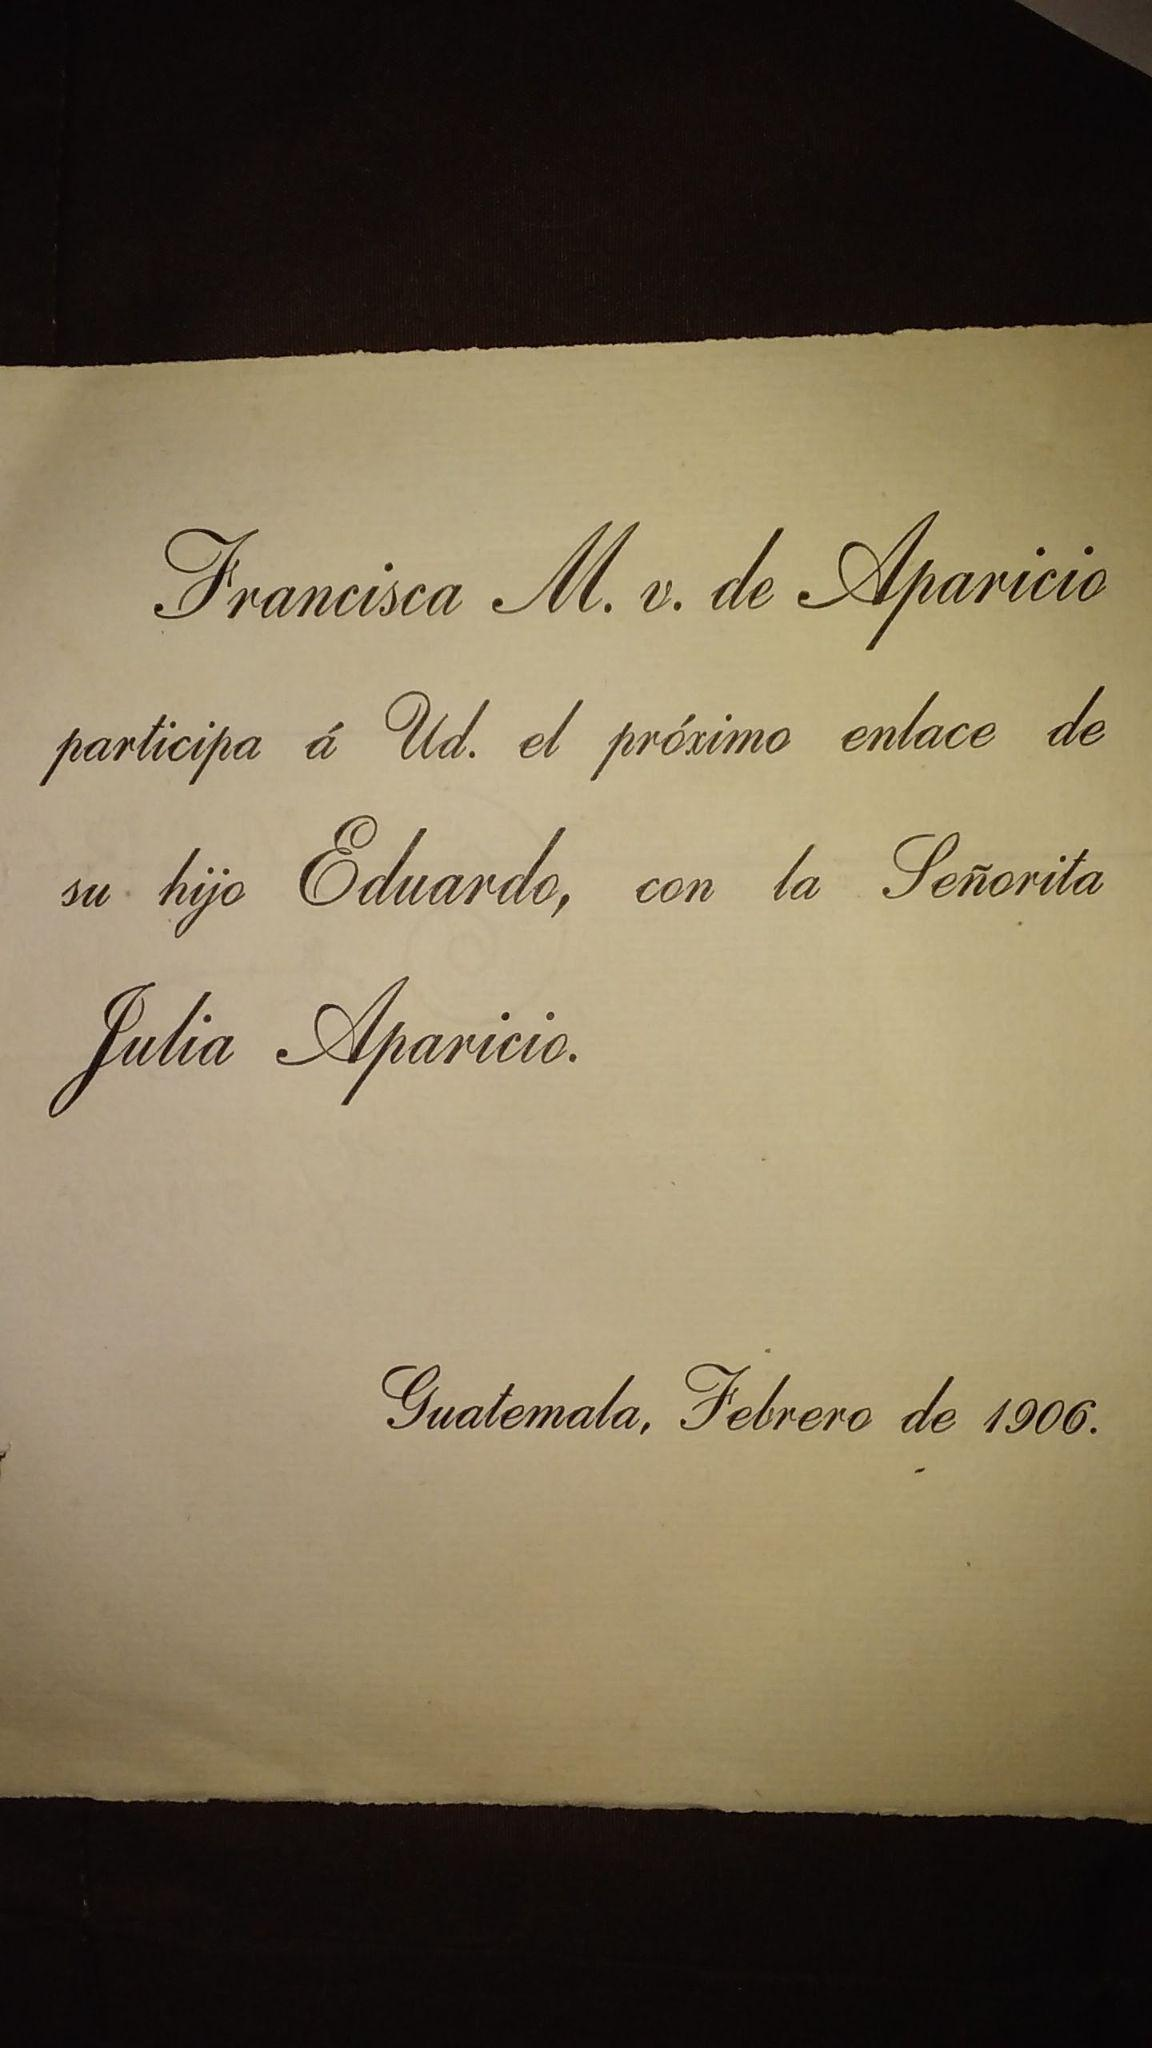 Francisca M. v. de Aparicio
participa á Ud. el próximo enlace de
su hijo Eduardo, con la Señorita
Julia Aparicio.
Guatemala, Febrero de 1906.